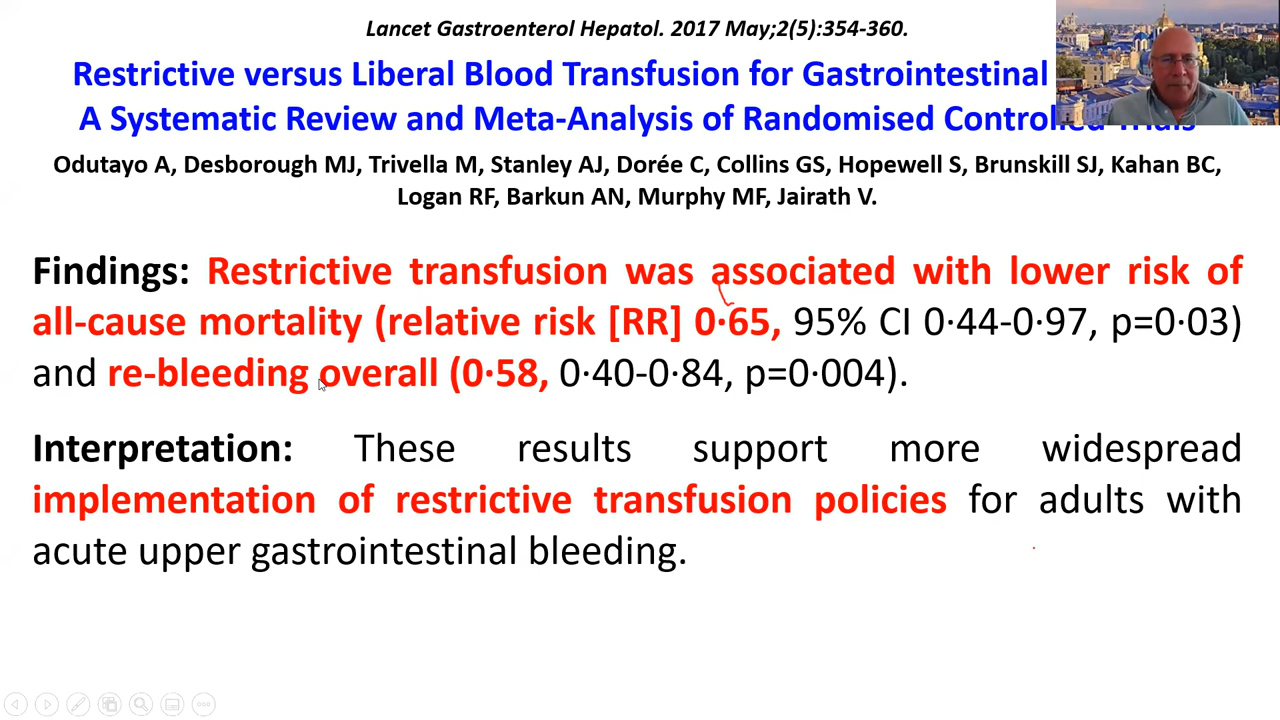 Lancet Gastroenterol Hepatol. 2017 May;2(5):354-360.
Restrictive versus Liberal Blood Transfusion for Gastrointestinal
A Systematic Review and Meta-Analysis of Randomised Controlled Trials
Odutayo A, Desborough MJ, Trivella M, Stanley AJ, Dorée C, Collins GS, Hopewell S, Brunskill SJ, Kahan BC,
Logan RF, Barkun AN, Murphy MF, Jairath V.
Findings: Restrictive transfusion was associated with lower risk of
all-cause mortality (relative risk [RR] 0·65, 95% CI 0·44-0·97, p=0·03)
and re-bleeding overall (0·58, 0·40-0·84, p=0·004).
Interpretation: These results support more widespread
implementation of restrictive transfusion policies for adults with
acute upper gastrointestinal bleeding.